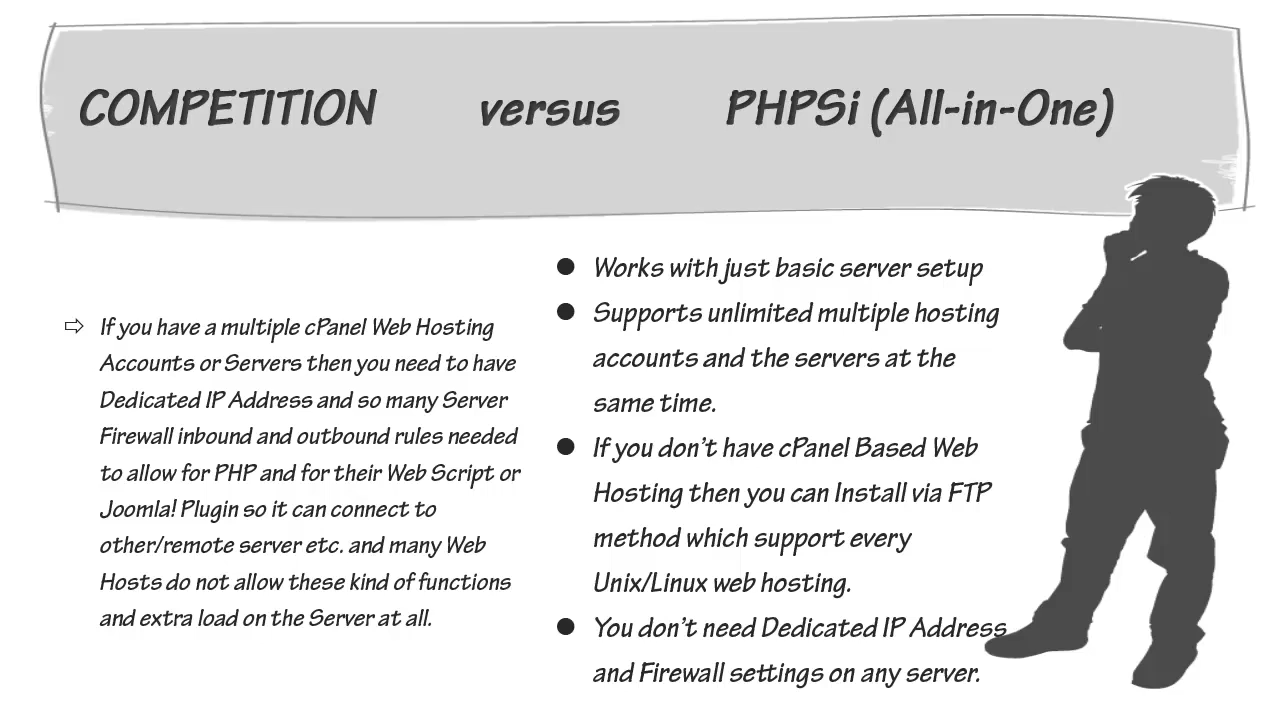 COMPETITION versus PHPSi (All-in-One)
⇨ If you have a multiple cPanel Web Hosting
Accounts or Servers then you need to have
Dedicated IP Address and so many Server
Firewall inbound and outbound rules needed
to allow for PHP and for their Web Script or
Joomla! Plugin so it can connect to
other/remote server etc. and many Web
Hosts do not allow these kind of functions
and extra load on the Server at all.
● Works with just basic server setup
● Supports unlimited multiple hosting
accounts and the servers at the
same time.
● If you don't have cPanel Based Web
Hosting then you can Install via FTP
method which support every
Unix/Linux web hosting.
● You don't need Dedicated IP Address
and Firewall settings on any server.